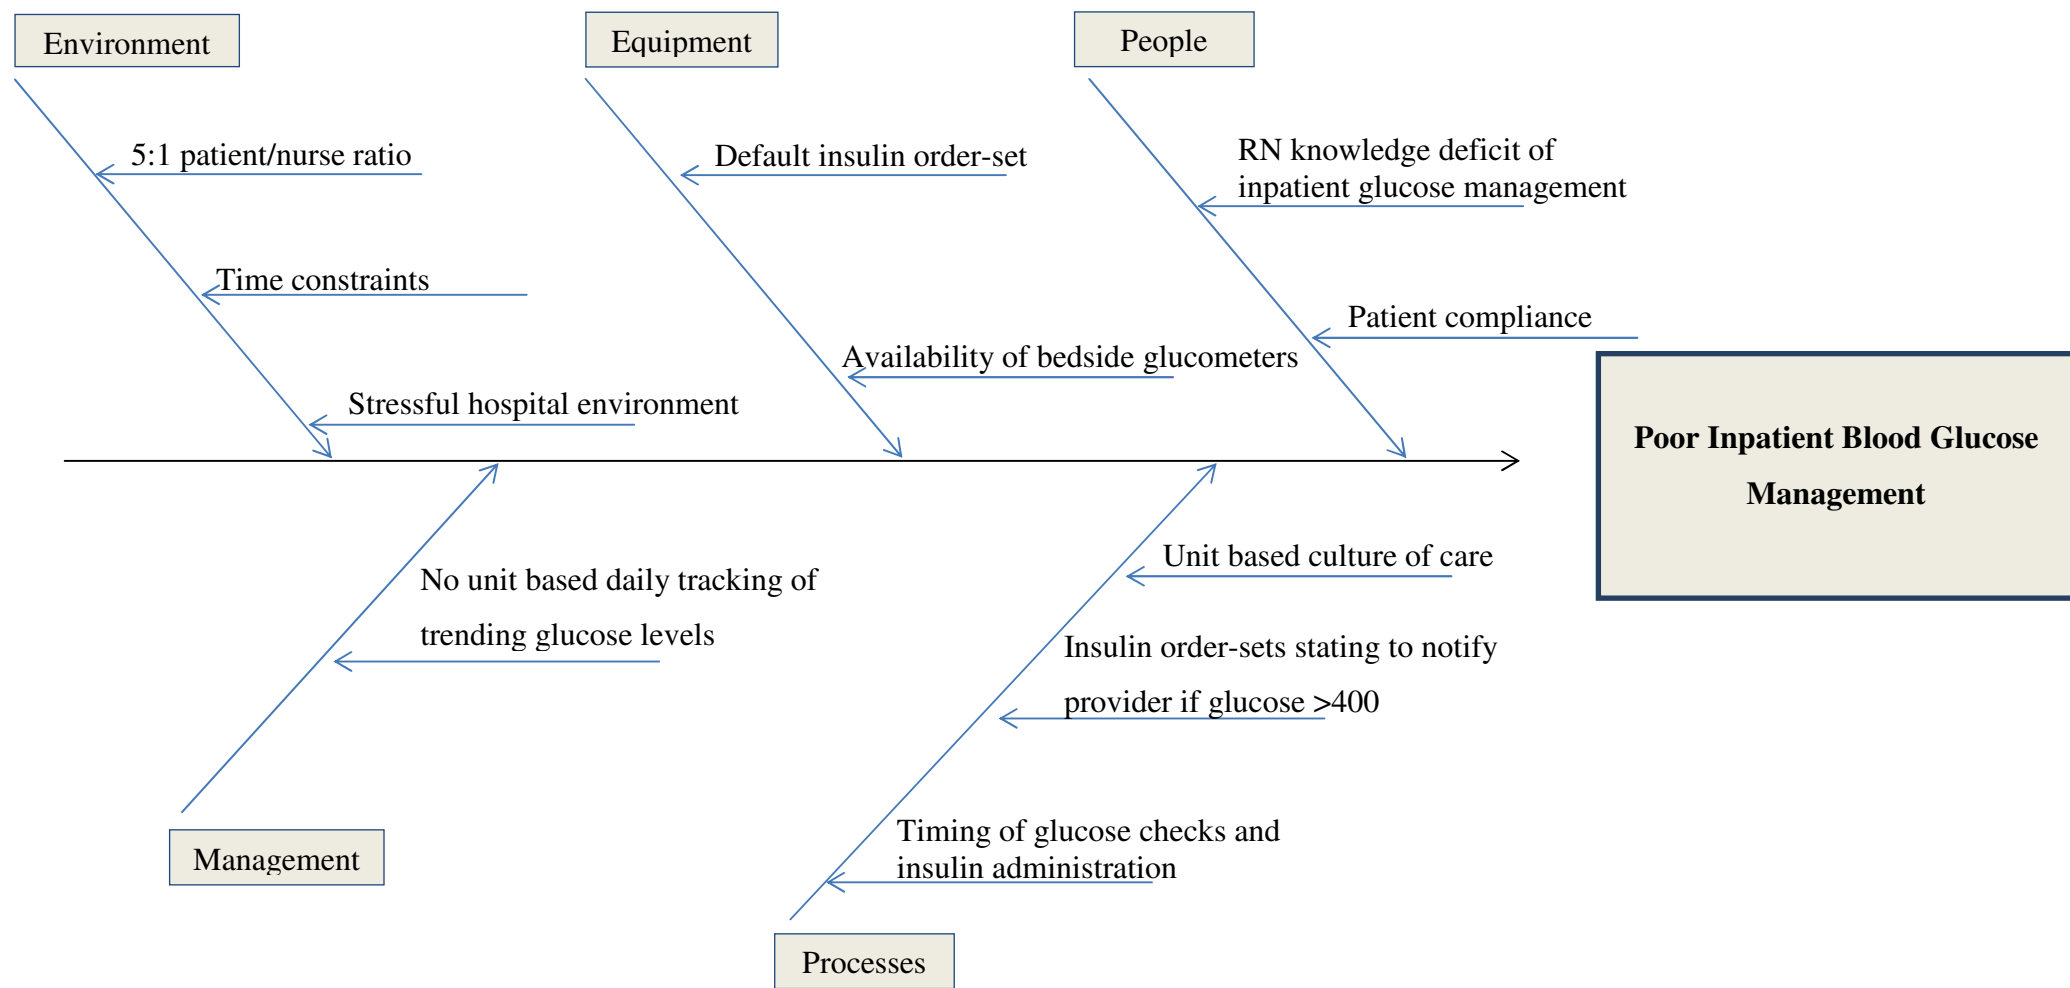 Environment
Equipment
People
5:1 patient/nurse ratio
Default insulin order-set
RN knowledge deficit of
inpatient glucose management
Time constraints
Patient compliance
Availability of bedside glucometers
Stressful hospital environment
Poor Inpatient Blood Glucose
Management
No unit based daily tracking of
trending glucose levels
Unit based culture of care
Insulin order-sets stating to notify
provider if glucose >400
Timing of glucose checks and
insulin administration
Management
Processes